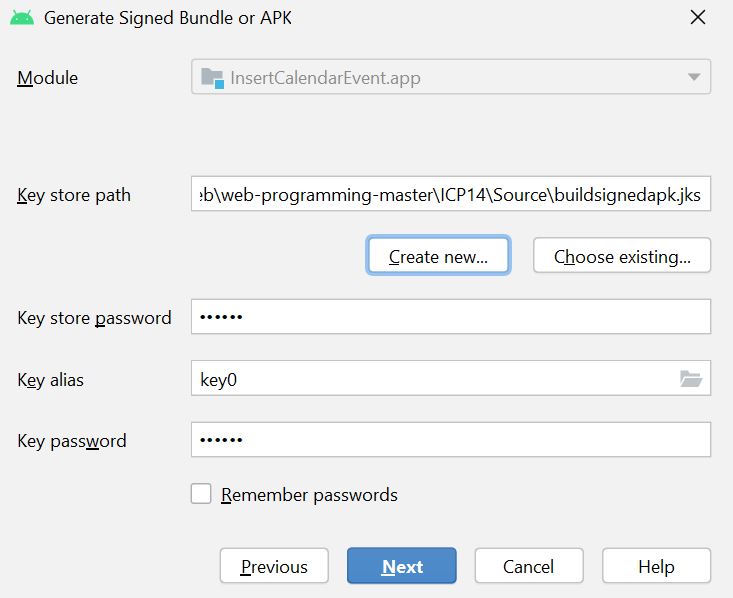 Generate Signed Bundle or APK
Module InsertCalendarEvent.app
Key store path eb\web-programming-master\ICP14\Source\buildsignedapk.jks
Create new... Choose existing...
Key store password ••••••
Key alias key0
Key password ••••••
Remember passwords
Previous Next Cancel Help